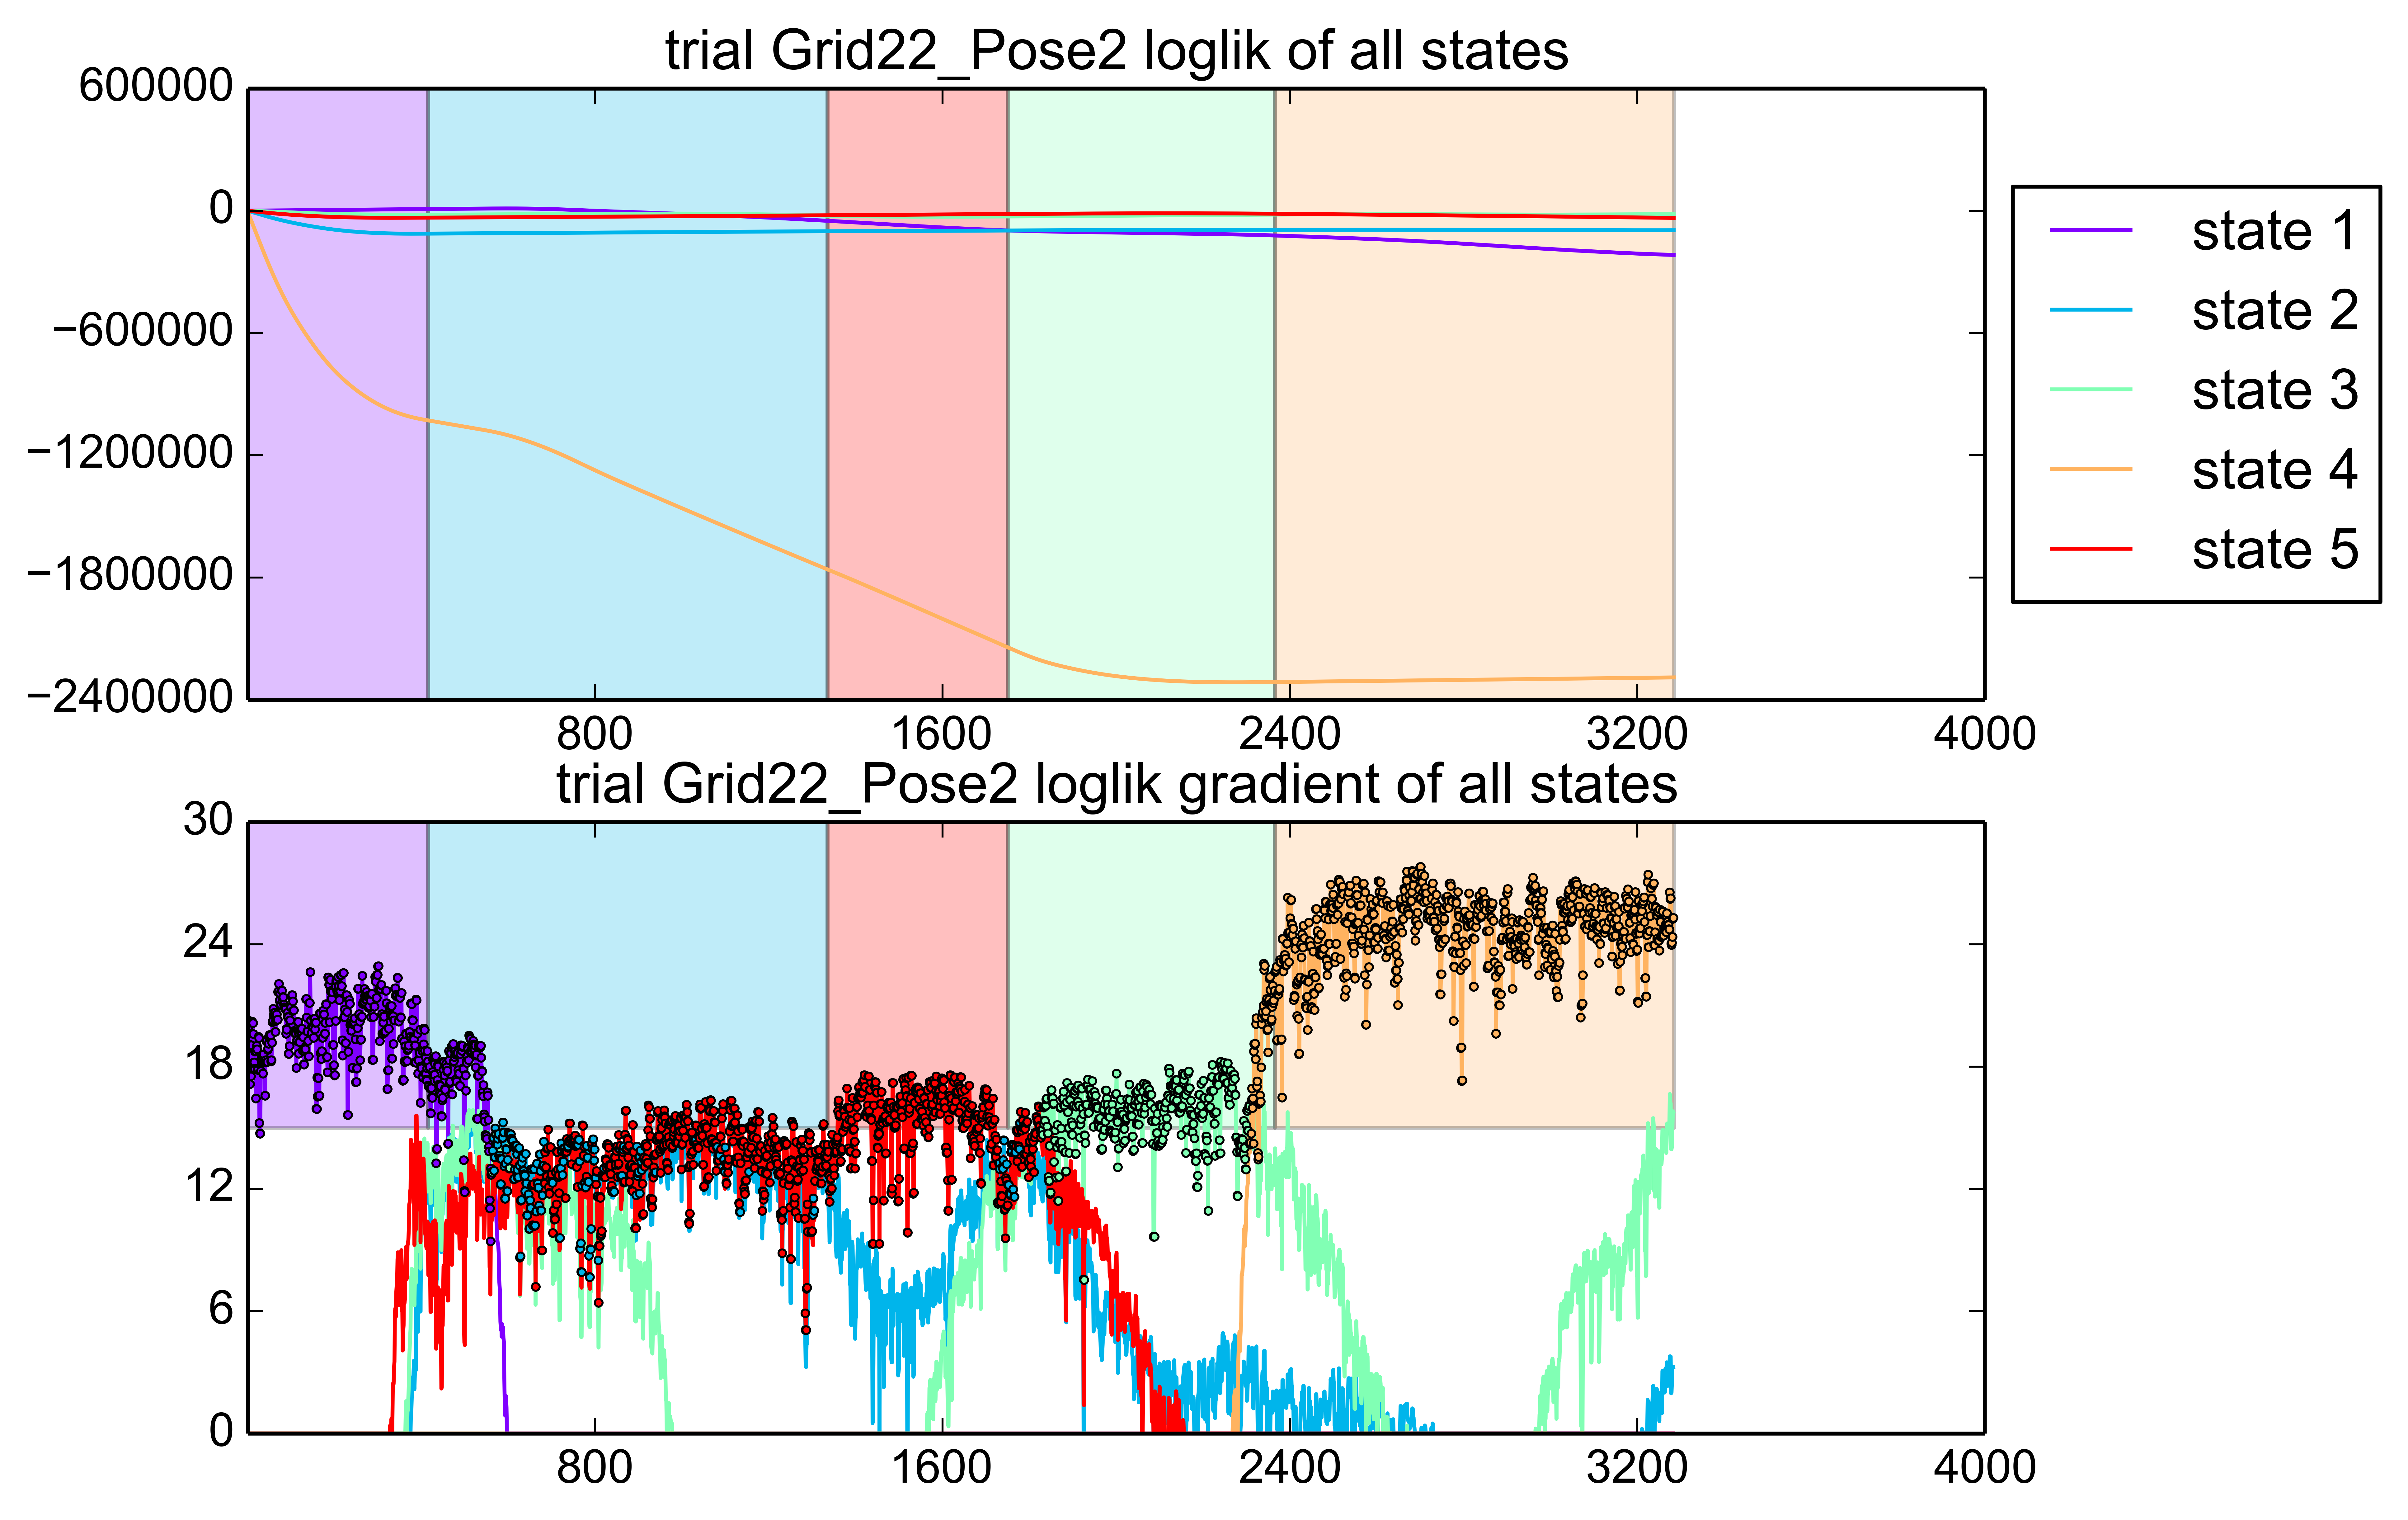 trial Grid22_Pose2 loglik of all states
600000
0
−600000
−1200000
−1800000
−2400000
800 1600 2400 3200 4000
state 1
state 2
state 3
state 4
state 5
trial Grid22_Pose2 loglik gradient of all states
30
24
18
12
6
0
800 1600 2400 3200 4000